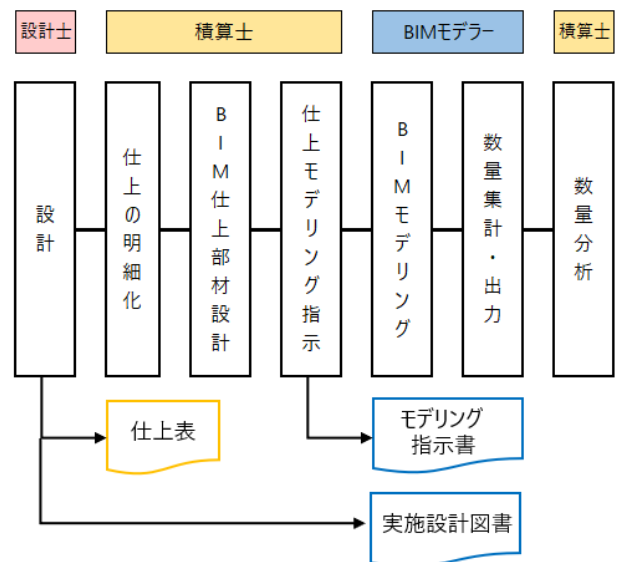 設計士
積算士
BIMモデラー
積算士
設計
仕上の明細化
BIM仕上部材設計
仕上モデリング指示
BIMモデリング
数量集計・出力
数量分析
仕上表
モデリング
指示書
実施設計図書